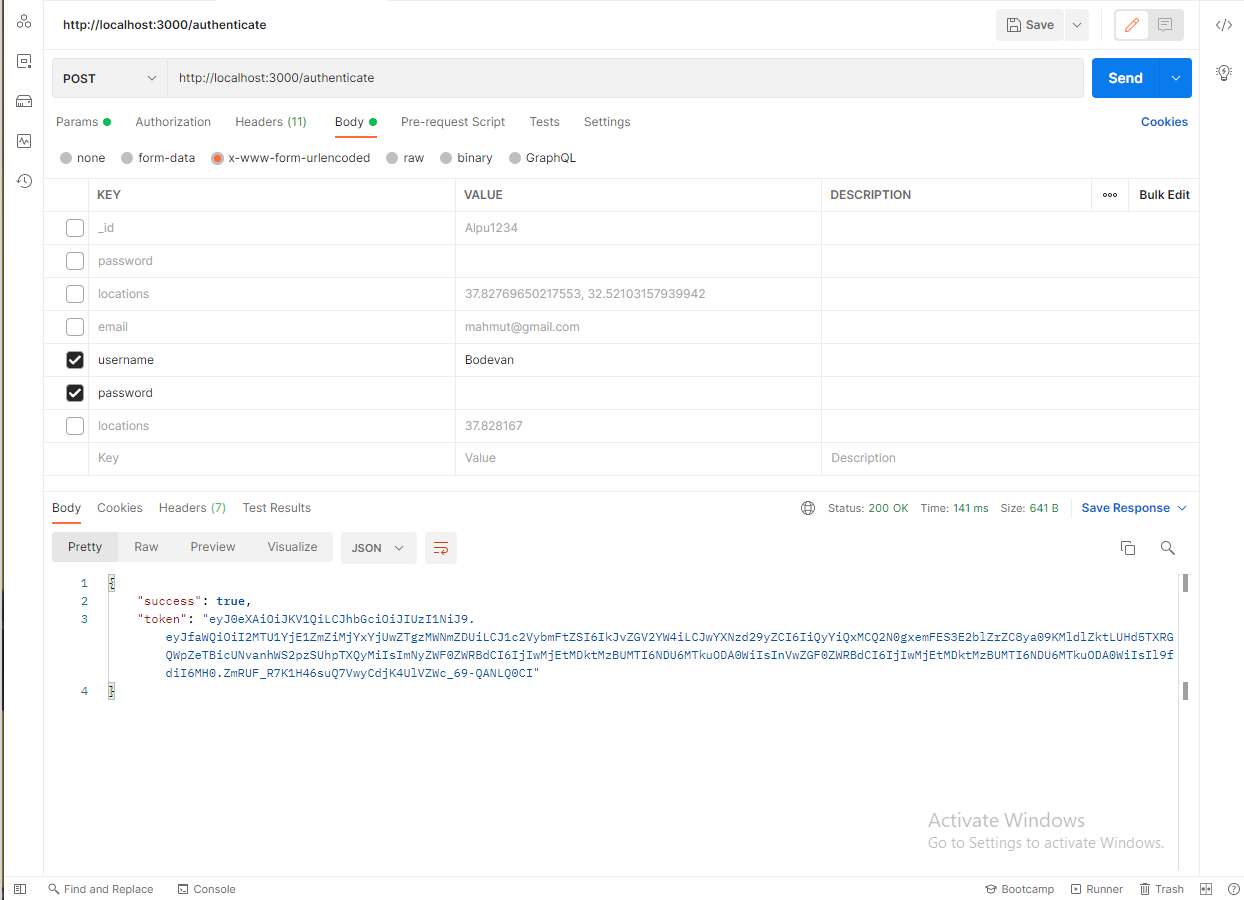 http://localhost:3000/authenticate
Save
POST
http://localhost:3000/authenticate
Send
Params
Authorization
Headers (11)
Body
Pre-request Script
Tests
Settings
Cookies
none
form-data
x-www-form-urlencoded
raw
binary
GraphQL
KEY VALUE DESCRIPTION ooo Bulk Edit
_id Alpu1234
password
locations 37.82769650217553, 32.52103157939942
email mahmut@gmail.com
username Bodevan
password
locations 37.828167
Key Value Description
Body Cookies Headers (7) Test Results
Status: 200 OK Time: 141 ms Size: 641 B Save Response
Pretty Raw Preview Visualize JSON
1 {
2 "success": true,
3 "token": "eyJ0eXAiOiJKV1QiLCJhbGciOiJIUzI1NiJ9.
eyJfaWQiOiI2MTU1YjE1ZmZiMjYxYjUwZTgzMWNmZDUiLCJ1c2VybmFtZSI6IkJvZGV2YW4iLCJwYXNzd29yZCI6IiQyYiQxMCQ2N0gxemFES3E2blZrZC8ya09KMldlZktLUHd5TXRG
QWpZeTBicUNvanhWS2pzSUhpTXQyMiIsImNyZWF0ZWRBdCI6IjIwMjEtMDktMzBUMTI6NDU6MTkuODA0WiIsInVwZGF0ZWRBdCI6IjIwMjEtMDktMzBUMTI6NDU6MTkuODA0WiIsIl9f
diI6MH0.ZmRUF_R7K1H46suQ7VwyCdjK4UlVZWc_69-QANLQ0CI"
4 }
Activate Windows
Go to Settings to activate Windows.
Find and Replace Console Bootcamp Runner Trash